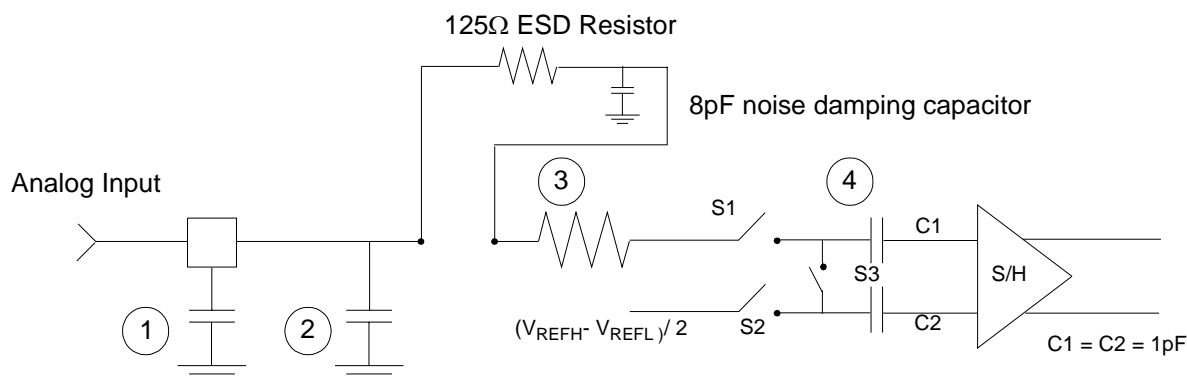 125Ω ESD Resistor
8pF noise damping capacitor
Analog Input
3
4
S1
C1
S3
S/H
1
2
(VREFH- VREFL)/ 2
S2
C2
C1 = C2 = 1pF